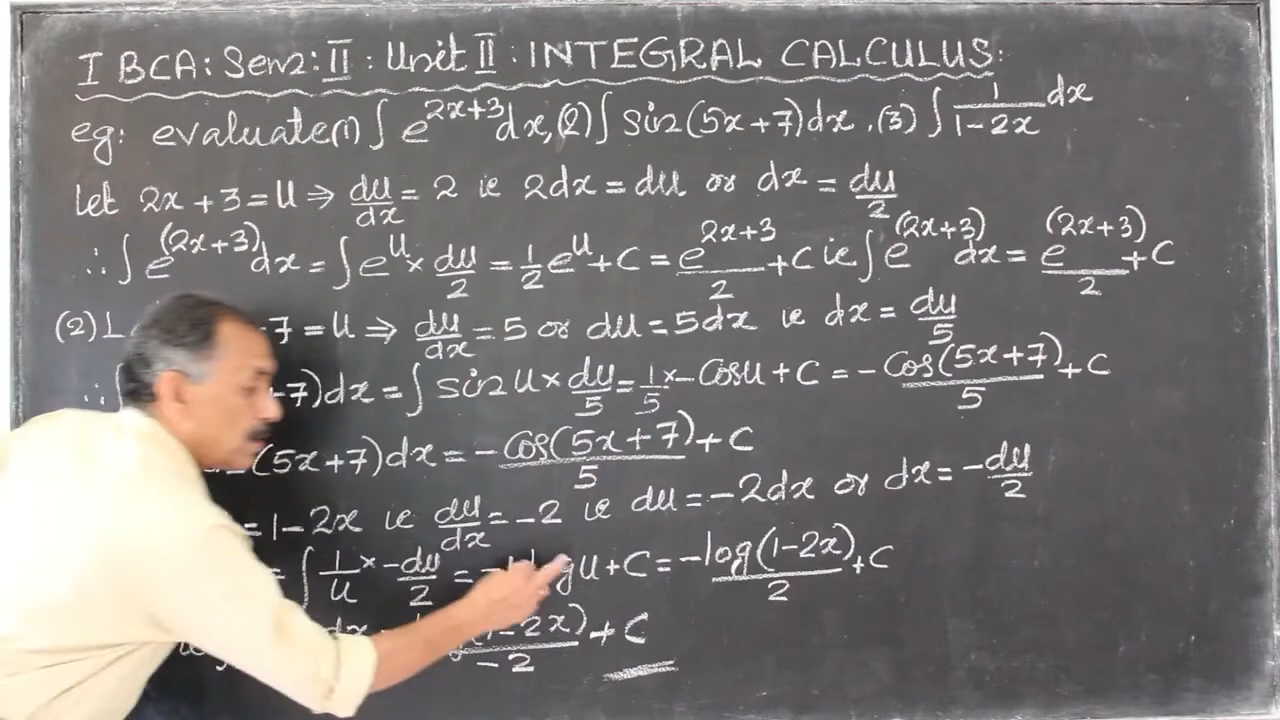 I BCA: Sem: II : Unit II : INTEGRAL CALCULUS:
eg: evaluate(1) ∫ e^(2x+3) dx, (2) ∫ sin(5x+7)dx, (3) ∫ 1/(1-2x) dx
Let 2x+3 = u ⇒ du/dx = 2 ie 2dx = du or dx = du/2
∴ ∫ e^(2x+3) dx = ∫ e^u × du/2 = 1/2 e^u + C = e^(2x+3)/2 + C ie ∫ e^(2x+3) dx = e^(2x+3)/2 + C
(2) 7 = u ⇒ du/dx = 5 or du = 5dx ie dx = du/5
∴ ∫ 7)dx = ∫ sin u × du/5 = 1/5 × -cos u + C = -cos(5x+7)/5 + C
(5x+7)dx = -cos(5x+7)/5 + C
= 1-2x ie du/dx = -2 ie du = -2dx or dx = -du/2
= ∫ 1/u × -du/2 = - u + C = -log(1-2x)/2 + C
dx (1-2x)/-2 + C